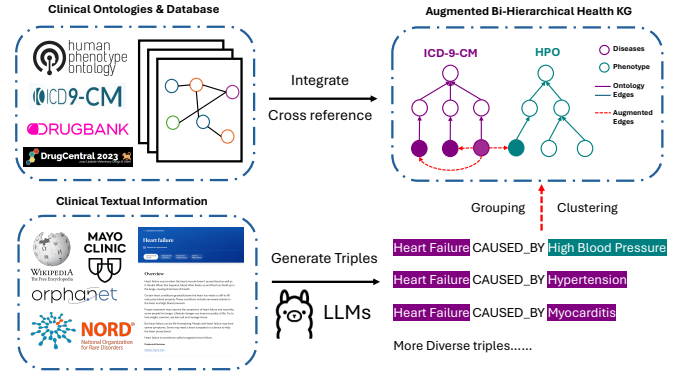 Clinical Ontologies & Database
human
phenotype
ontology
ICD9-CM
DRUGBANK
DrugCentral 2023
Integrate
Cross reference
Augmented Bi-Hierarchical Health KG
ICD-9-CM
HPO
Diseases
Phenotype
Ontology
Edges
Augmented
Edges
Clinical Textual Information
WIKIPEDIA
The Free Encyclopedia
MAYO
CLINIC
orphanet
NORD®
National Organization
for Rare Disorders
Heart failure
Overview
Generate Triples
LLMs
Grouping
Clustering
Heart Failure CAUSED_BY High Blood Pressure
Heart Failure CAUSED_BY Hypertension
Heart Failure CAUSED_BY Myocarditis
More Diverse triples......